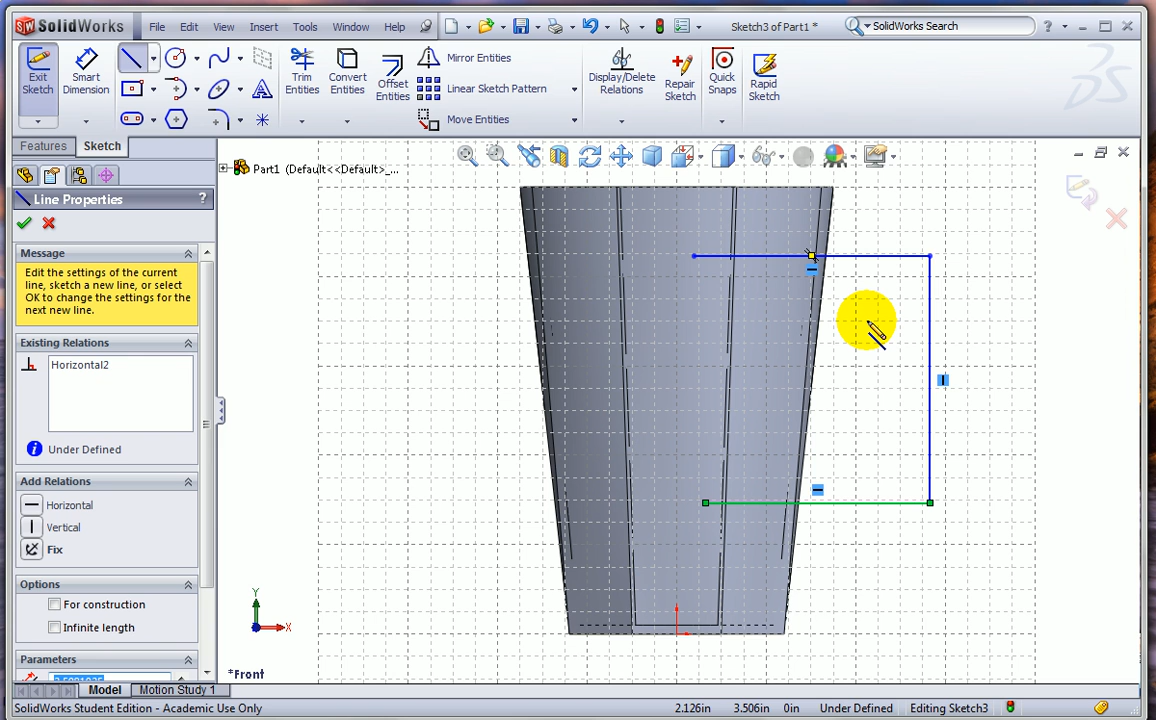 SolidWorks File Edit View Insert Tools Window Help Sketch3 of Part1 * SolidWorks Search
Exit Sketch
Smart Dimension
Trim Entities
Convert Entities
Offset Entities
Mirror Entities
Linear Sketch Pattern
Move Entities
Display/Delete Relations
Repair Sketch
Quick Snaps
Rapid Sketch
Features Sketch
Part1 (Default<<Default>_...
Line Properties ?
Message
Edit the settings of the current
line, sketch a new line, or select
OK to change the settings for the
next new line.
Existing Relations
Horizontal2
Under Defined
Add Relations
Horizontal
Vertical
Fix
Options
For construction
Infinite length
Parameters
Y
X
*Front
Model Motion Study 1
SolidWorks Student Edition - Academic Use Only 2.126in 3.506in 0in Under Defined Editing Sketch3